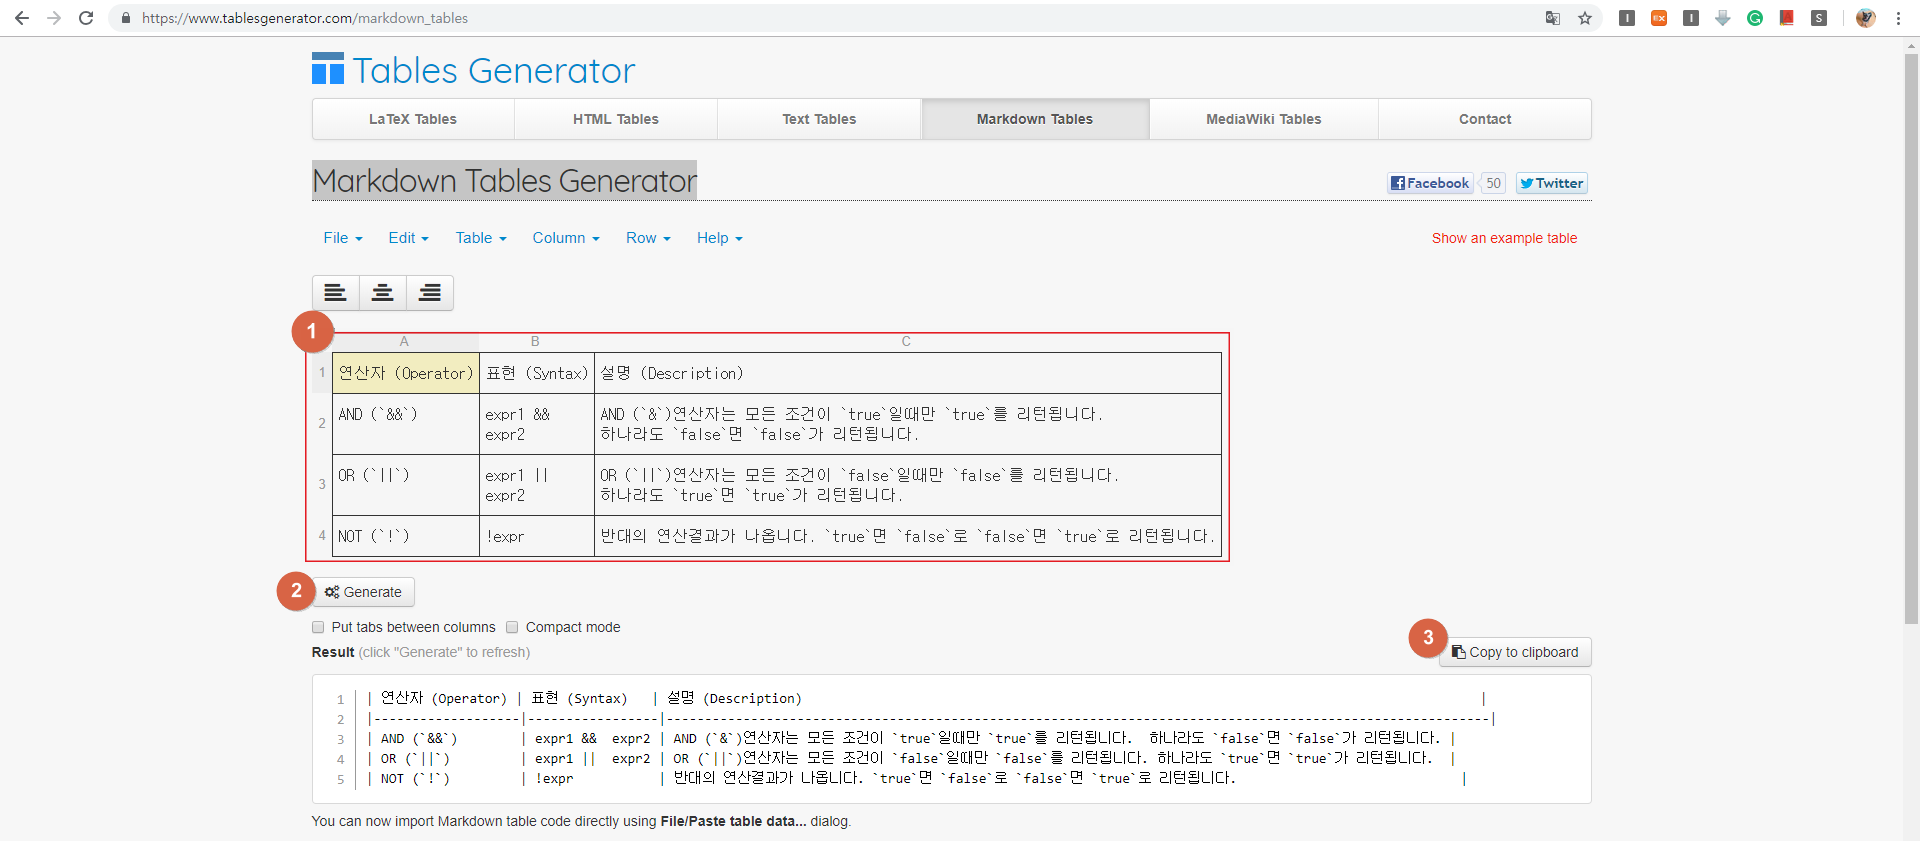 https://www.tablesgenerator.com/markdown_tables
Tables Generator
LaTeX Tables
HTML Tables
Text Tables
Markdown Tables
MediaWiki Tables
Contact
Markdown Tables Generator
Facebook 50 Twitter
File Edit Table Column Row Help
Show an example table
1
A B C
1 연산자 (Operator) 표현 (Syntax) 설명 (Description)
2 AND (`&&`) expr1 && AND (`&`)연산자는 모든 조건이 `true`일때만 `true`를 리턴됩니다.
expr2 하나라도 `false`면 `false`가 리턴됩니다.
3 OR (`||`) expr1 || OR (`||`)연산자는 모든 조건이 `false`일때만 `false`를 리턴됩니다.
expr2 하나라도 `true`면 `true`가 리턴됩니다.
4 NOT (`!`) !expr 반대의 연산결과가 나옵니다. `true`면 `false`로 `false`면 `true`로 리턴됩니다.
2 Generate
Put tabs between columns Compact mode
Result (click "Generate" to refresh)
3 Copy to clipboard
1 | 연산자 (Operator) | 표현 (Syntax) | 설명 (Description) |
2 |------------------|----------------|------------------------------------------------------------------------------------------------------|
3 | AND (`&&`) | expr1 && expr2 | AND (`&`)연산자는 모든 조건이 `true`일때만 `true`를 리턴됩니다. 하나라도 `false`면 `false`가 리턴됩니다. |
4 | OR (`||`) | expr1 || expr2 | OR (`||`)연산자는 모든 조건이 `false`일때만 `false`를 리턴됩니다. 하나라도 `true`면 `true`가 리턴됩니다. |
5 | NOT (`!`) | !expr | 반대의 연산결과가 나옵니다. `true`면 `false`로 `false`면 `true`로 리턴됩니다. |
You can now import Markdown table code directly using File/Paste table data... dialog.